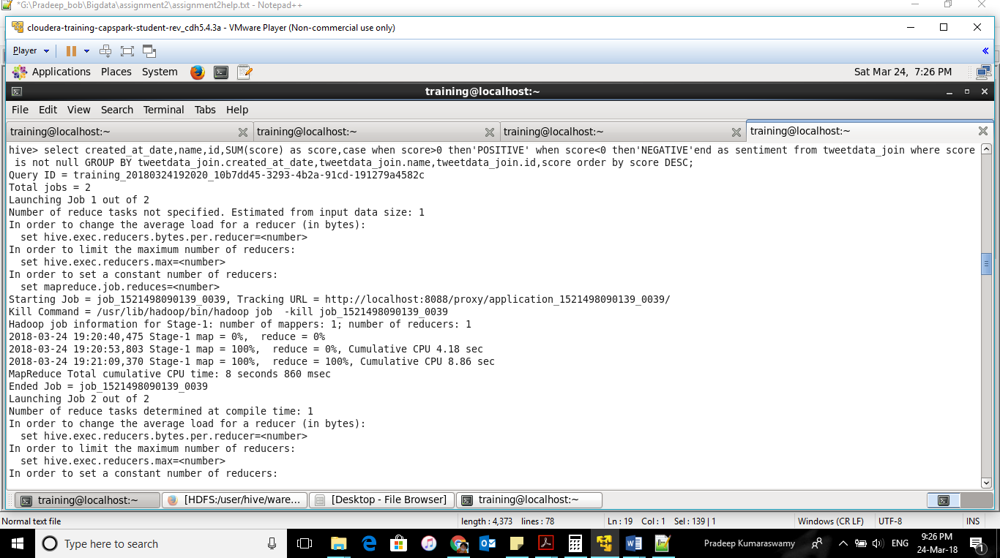 *G:\Pradeep_bob\Bigdata\assignment2\assignment2help.txt - Notepad++
cloudera-training-capspark-student-rev_cdh5.4.3a - VMware Player (Non-commercial use only)
Player
Applications Places System
Sat Mar 24, 7:26 PM
training@localhost:~
File Edit View Search Terminal Tabs Help
training@localhost:~ training@localhost:~ training@localhost:~ training@localhost:~
hive> select created_at_date,name,id,SUM(score) as score,case when score>0 then'POSITIVE' when score<0 then'NEGATIVE'end as sentiment from tweetdata_join where score
is not null GROUP BY tweetdata_join.created_at_date,tweetdata_join.name,tweetdata_join.id,score order by score DESC;
Query ID = training_20180324192020_10b7dd45-3293-4b2a-91cd-191279a4582c
Total jobs = 2
Launching Job 1 out of 2
Number of reduce tasks not specified. Estimated from input data size: 1
In order to change the average load for a reducer (in bytes):
  set hive.exec.reducers.bytes.per.reducer=<number>
In order to limit the maximum number of reducers:
  set hive.exec.reducers.max=<number>
In order to set a constant number of reducers:
  set mapreduce.job.reduces=<number>
Starting Job = job_1521498090139_0039, Tracking URL = http://localhost:8088/proxy/application_1521498090139_0039/
Kill Command = /usr/lib/hadoop/bin/hadoop job  -kill job_1521498090139_0039
Hadoop job information for Stage-1: number of mappers: 1; number of reducers: 1
2018-03-24 19:20:40,475 Stage-1 map = 0%,  reduce = 0%
2018-03-24 19:20:53,803 Stage-1 map = 100%,  reduce = 0%, Cumulative CPU 4.18 sec
2018-03-24 19:21:09,370 Stage-1 map = 100%,  reduce = 100%, Cumulative CPU 8.86 sec
MapReduce Total cumulative CPU time: 8 seconds 860 msec
Ended Job = job_1521498090139_0039
Launching Job 2 out of 2
Number of reduce tasks determined at compile time: 1
In order to change the average load for a reducer (in bytes):
  set hive.exec.reducers.bytes.per.reducer=<number>
In order to limit the maximum number of reducers:
  set hive.exec.reducers.max=<number>
In order to set a constant number of reducers:
training@localhost:~ [HDFS:/user/hive/ware... [Desktop - File Browser] training@localhost:~
Normal text file length : 4,373 lines : 78 Ln : 19 Col : 1 Sel : 139 | 1 Windows (CR LF) UTF-8 INS
Type here to search
Pradeep Kumaraswamy
ENG
9:26 PM
24-Mar-18
1